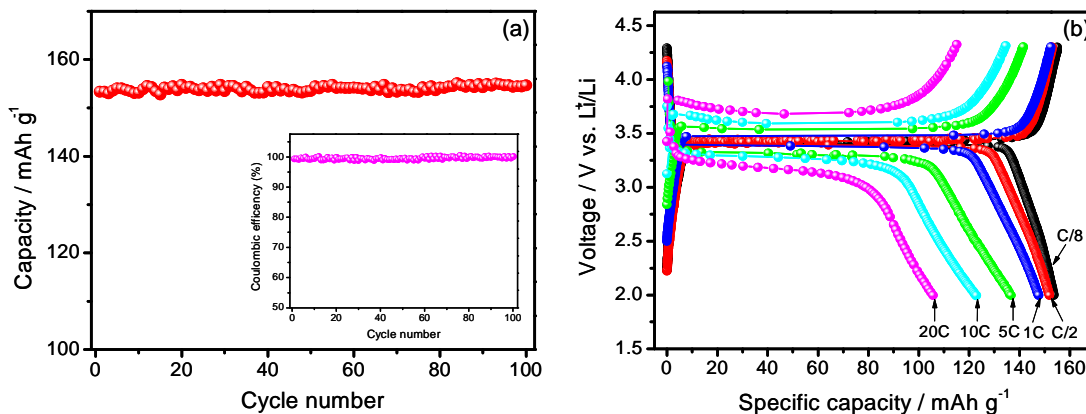 (a)
Capacity / mAh g-1
160
140
120
100
0 20 40 60 80 100
Cycle number
Coulombic efficency (%)
110
100
90
80
70
60
50
0 20 40 60 80 100
Cycle number
(b)
Voltage / V vs. Li+/Li
4.5
4.0
3.5
3.0
2.5
2.0
1.5
C/8
20C 10C 5C 1C C/2
0 20 40 60 80 100 120 140 160
Specific capacity / mAh g-1